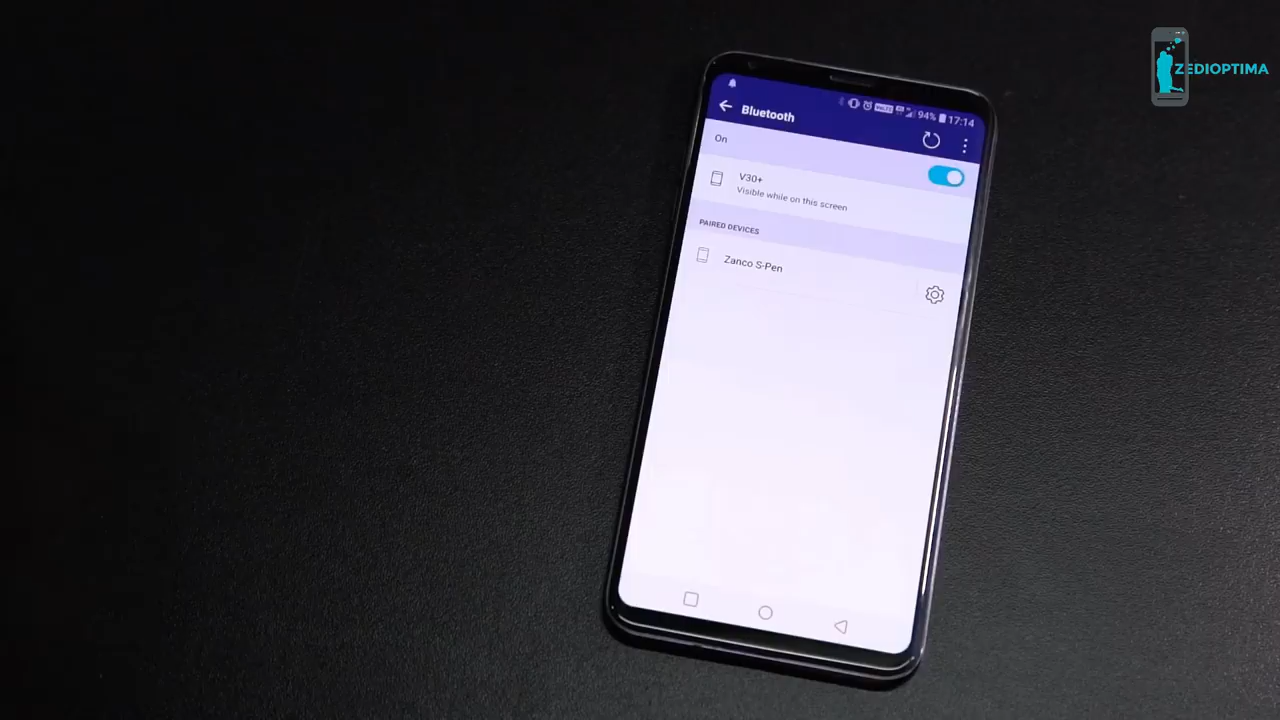 ZEDIOPTIMA
94% 17:14
Bluetooth
On
V30+
Visible while on this screen
PAIRED DEVICES
Zanco S-Pen